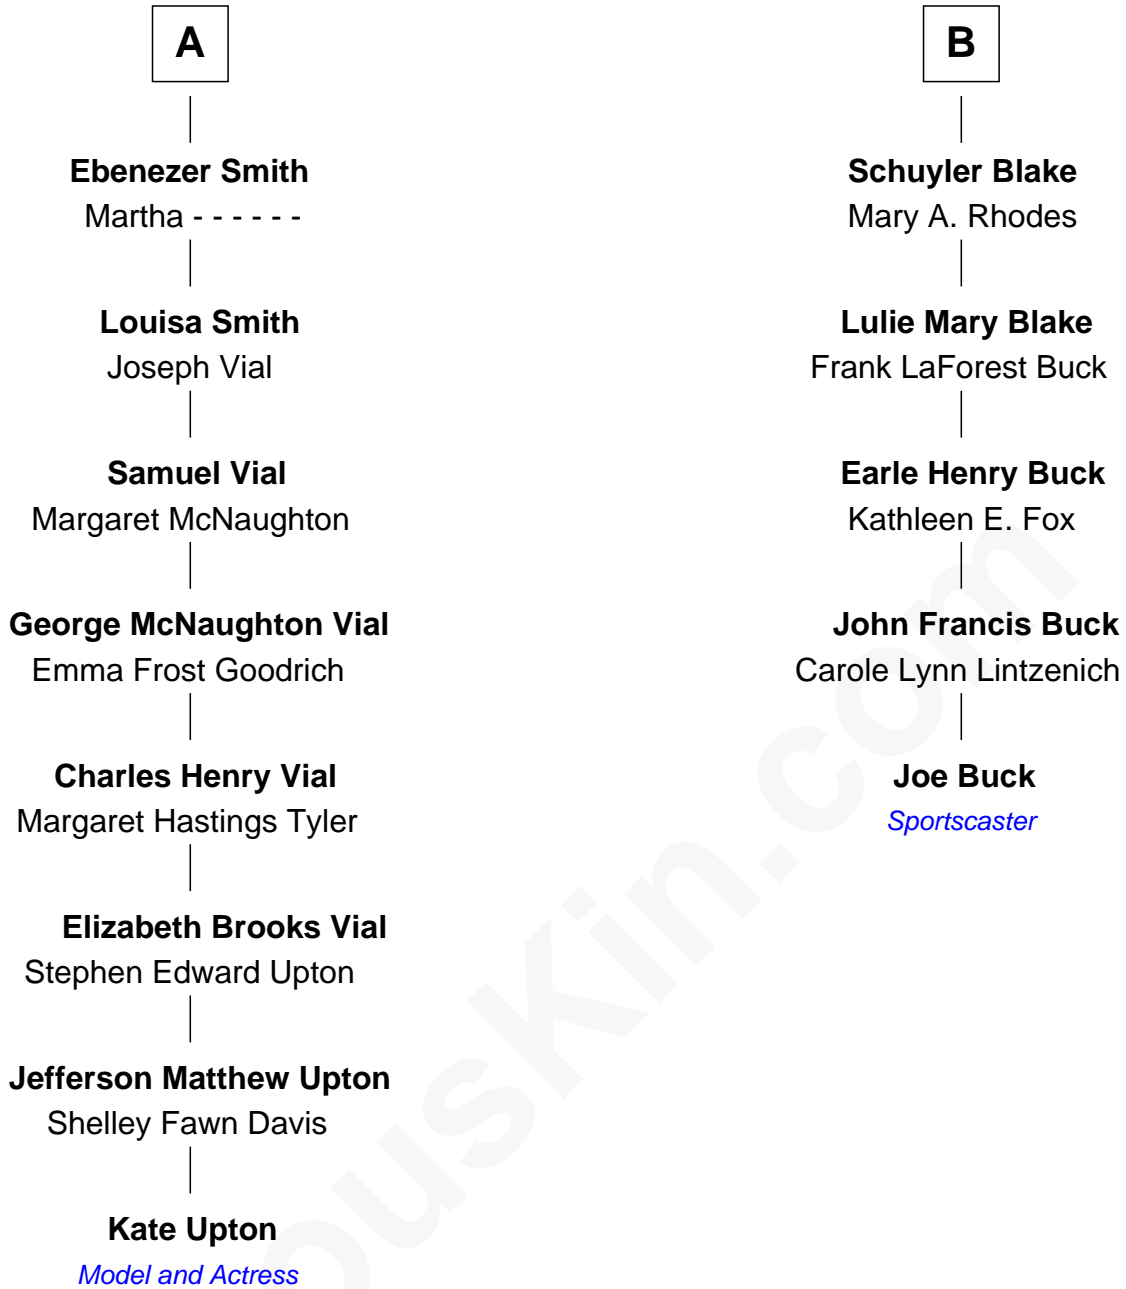 A
Ebenezer Smith
Martha - - - - - -
Louisa Smith
Joseph Vial
Samuel Vial
Margaret McNaughton
George McNaughton Vial
Emma Frost Goodrich
Charles Henry Vial
Margaret Hastings Tyler
Elizabeth Brooks Vial
Stephen Edward Upton
Jefferson Matthew Upton
Shelley Fawn Davis
Kate Upton
Model and Actress
B
Schuyler Blake
Mary A. Rhodes
Lulie Mary Blake
Frank LaForest Buck
Earle Henry Buck
Kathleen E. Fox
John Francis Buck
Carole Lynn Lintzenich
Joe Buck
Sportscaster
ousKin.com